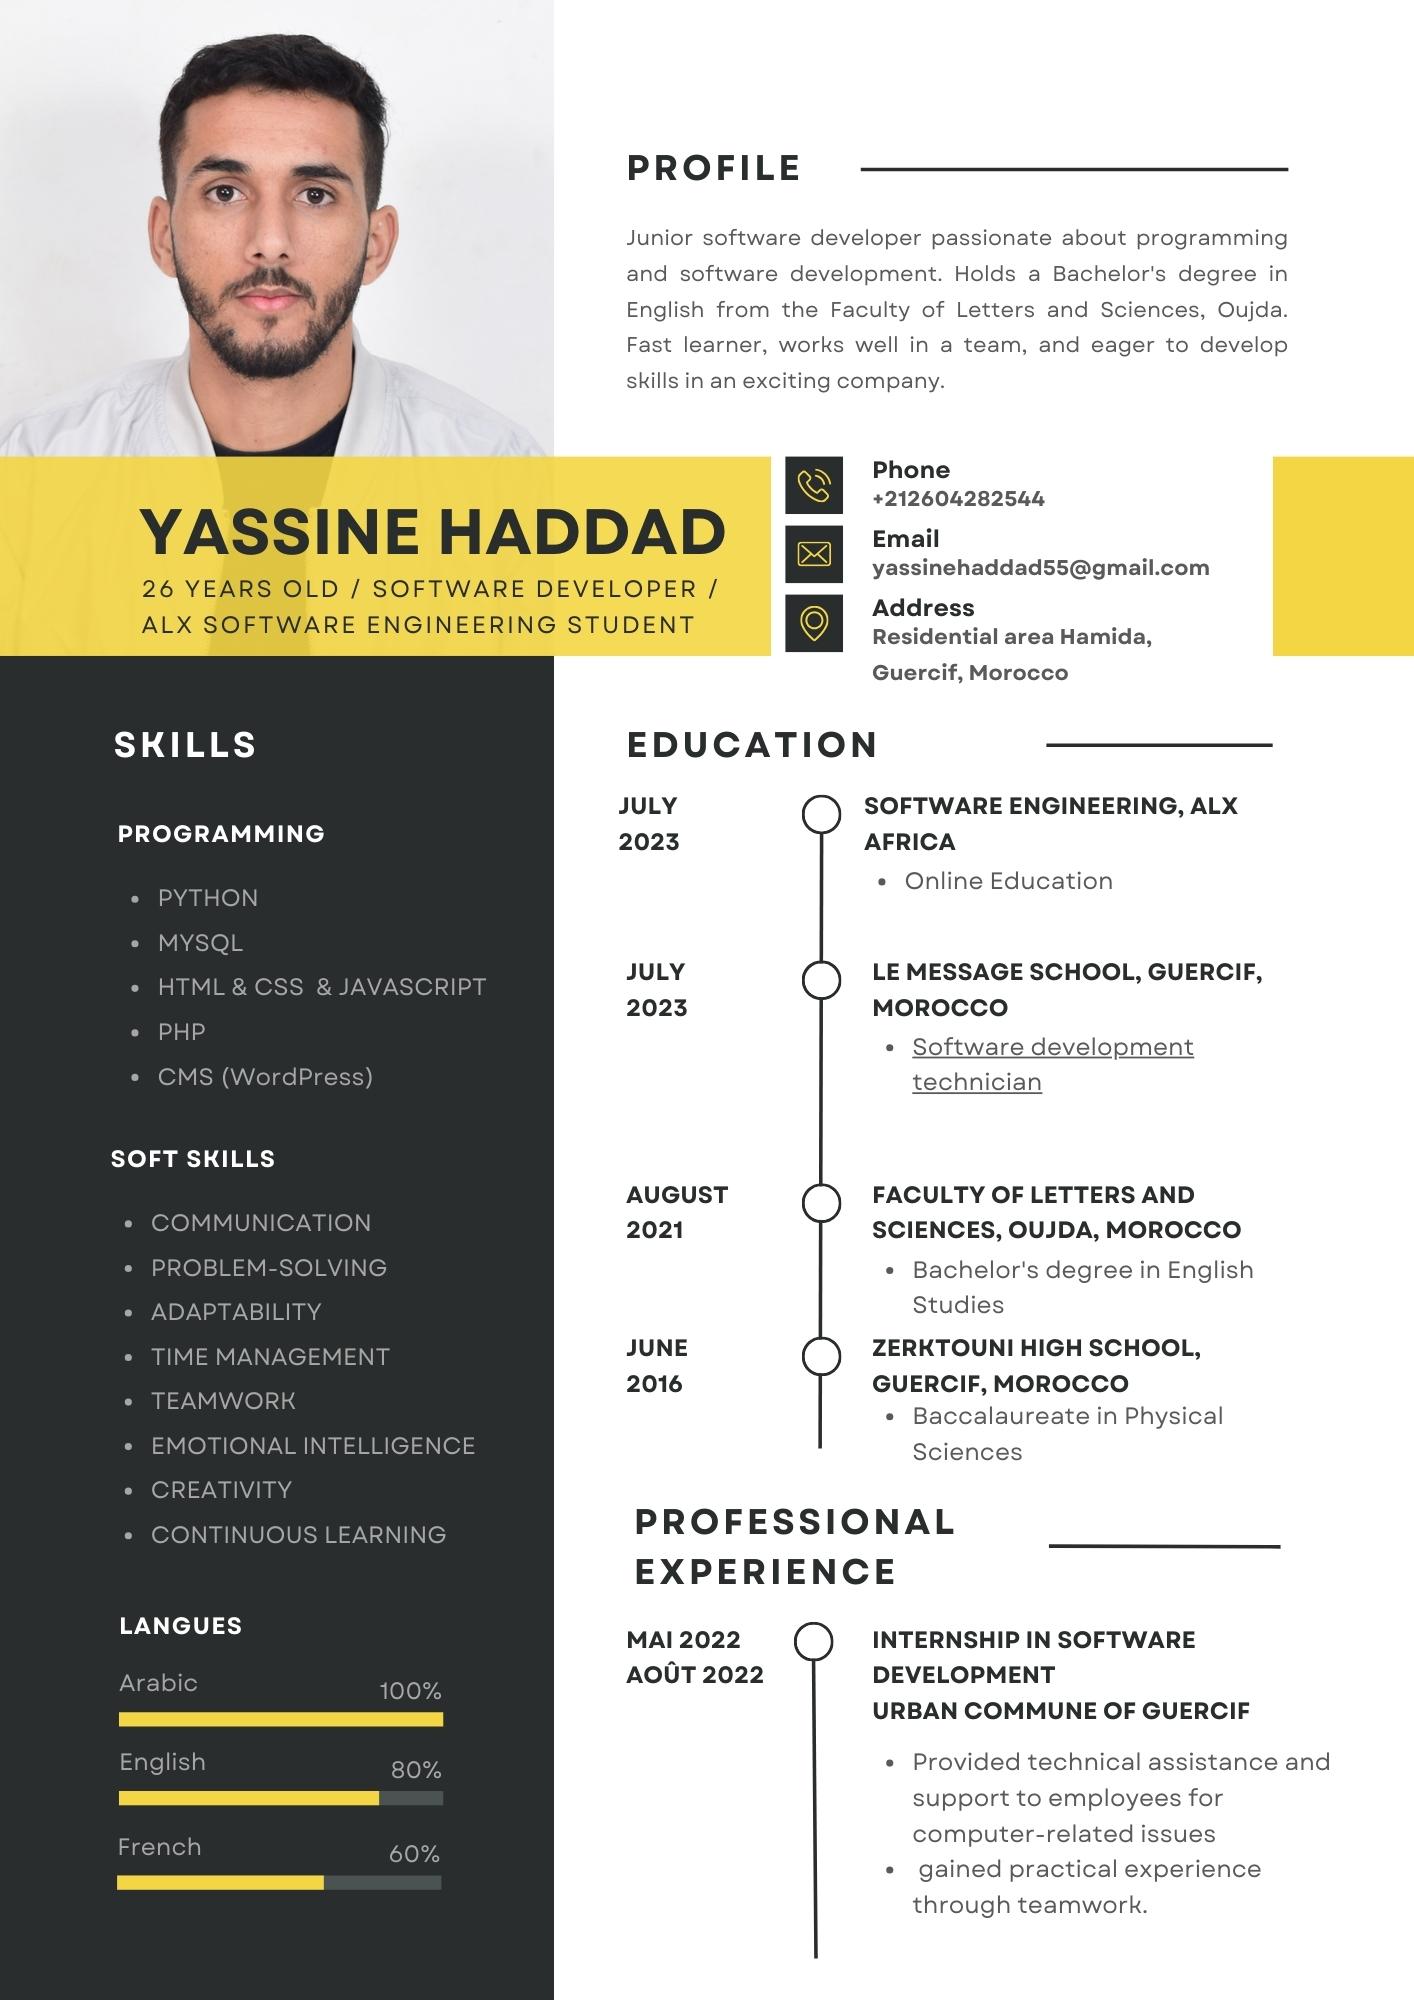 PROFILE
Junior software developer passionate about programming
and software development. Holds a Bachelor's degree in
English from the Faculty of Letters and Sciences, Oujda.
Fast learner, works well in a team, and eager to develop
skills in an exciting company.
YASSINE HADDAD
26 YEARS OLD / SOFTWARE DEVELOPER /
ALX SOFTWARE ENGINEERING STUDENT
Phone
+212604282544
Email
yassinehaddad55@gmail.com
Address
Residential area Hamida,
Guercif, Morocco
SKILLS
PROGRAMMING
• PYTHON
• MYSQL
• HTML & CSS & JAVASCRIPT
• PHP
• CMS (WordPress)
SOFT SKILLS
• COMMUNICATION
• PROBLEM-SOLVING
• ADAPTABILITY
• TIME MANAGEMENT
• TEAMWORK
• EMOTIONAL INTELLIGENCE
• CREATIVITY
• CONTINUOUS LEARNING
LANGUES
Arabic 100%
English 80%
French 60%
EDUCATION
JULY
2023
SOFTWARE ENGINEERING, ALX
AFRICA
• Online Education
JULY
2023
LE MESSAGE SCHOOL, GUERCIF,
MOROCCO
• Software development
technician
AUGUST
2021
FACULTY OF LETTERS AND
SCIENCES, OUJDA, MOROCCO
• Bachelor's degree in English
Studies
JUNE
2016
ZERKTOUNI HIGH SCHOOL,
GUERCIF, MOROCCO
• Baccalaureate in Physical
Sciences
PROFESSIONAL
EXPERIENCE
MAI 2022
AOÛT 2022
INTERNSHIP IN SOFTWARE
DEVELOPMENT
URBAN COMMUNE OF GUERCIF
• Provided technical assistance and
support to employees for
computer-related issues
• gained practical experience
through teamwork.